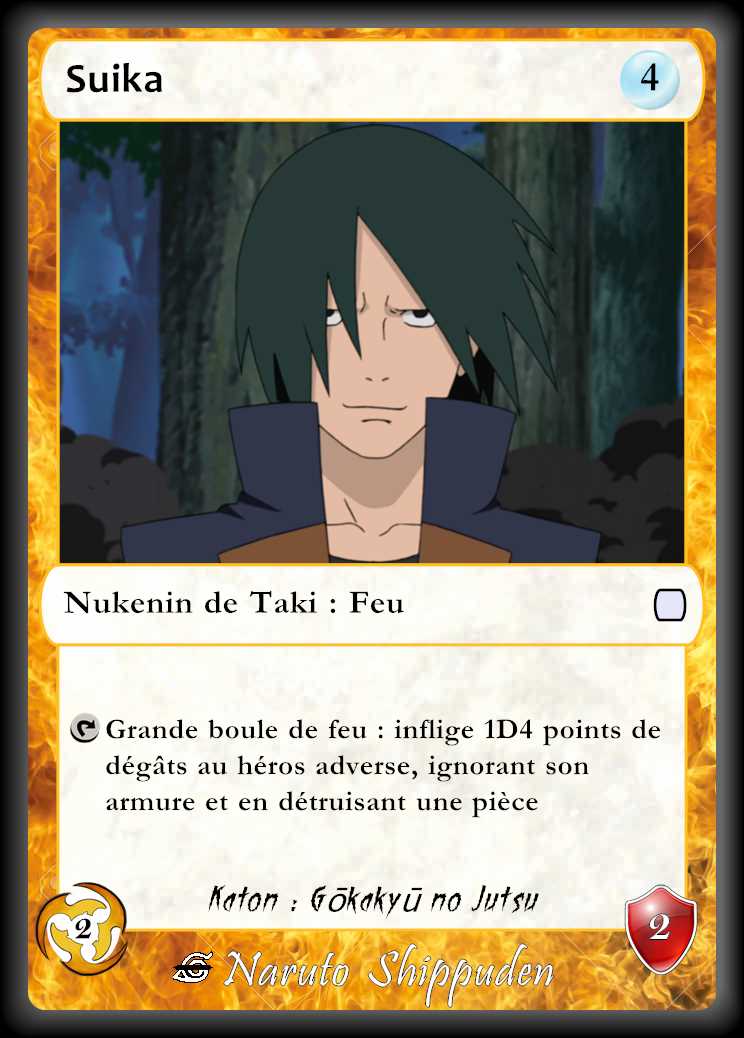 Suika
4
Nukenin de Taki : Feu
Grande boule de feu : inflige 1D4 points de
dégâts au héros adverse, ignorant son
armure et en détruisant une pièce
Katon : Gōkakyū no Jutsu
2
2
Naruto Shippuden